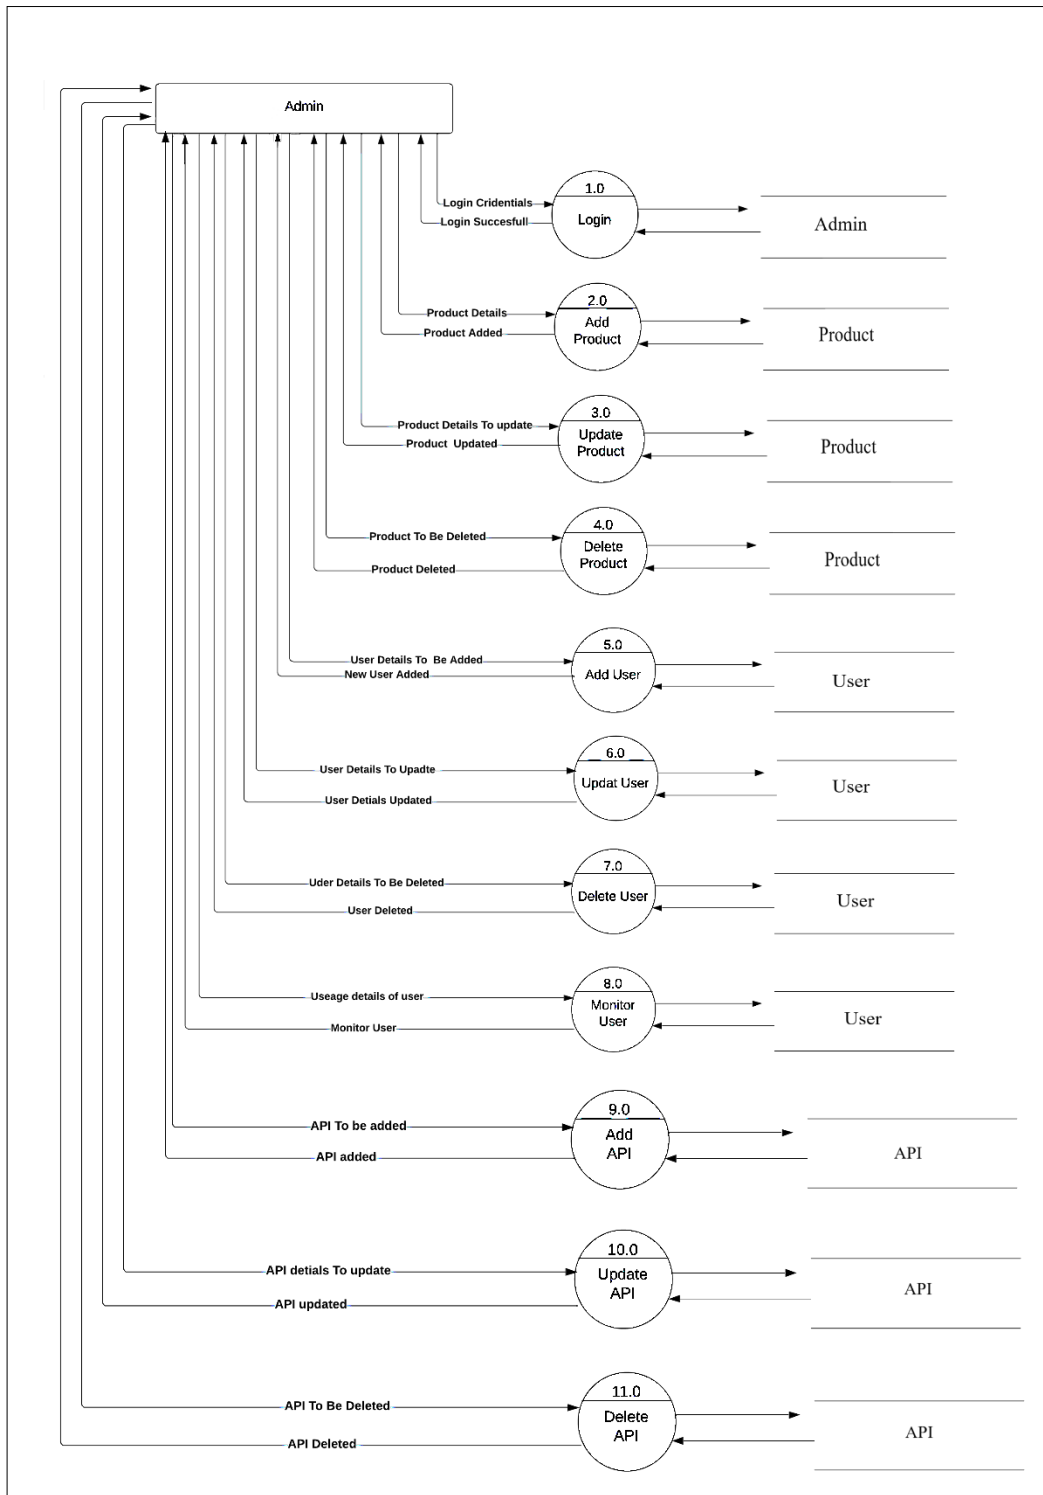 Admin
1.0
Login Cridentials
Login Succesfull
Login
Admin
2.0
Product Details
Product Added
Add
Product
Product
3.0
Product Details To update
Product Updated
Update
Product
Product
4.0
Product To Be Deleted
Product Deleted
Delete
Product
Product
5.0
User Details To Be Added
New User Added
Add User
User
6.0
User Details To Upadte
User Detials Updated
Updat User
User
7.0
Uder Details To Be Deleted
User Deleted
Delete User
User
8.0
Useage details of user
Monitor User
Monitor
User
User
9.0
API To be added
API added
Add
API
API
10.0
API detials To update
API updated
Update
API
API
11.0
API To Be Deleted
API Deleted
Delete
API
API